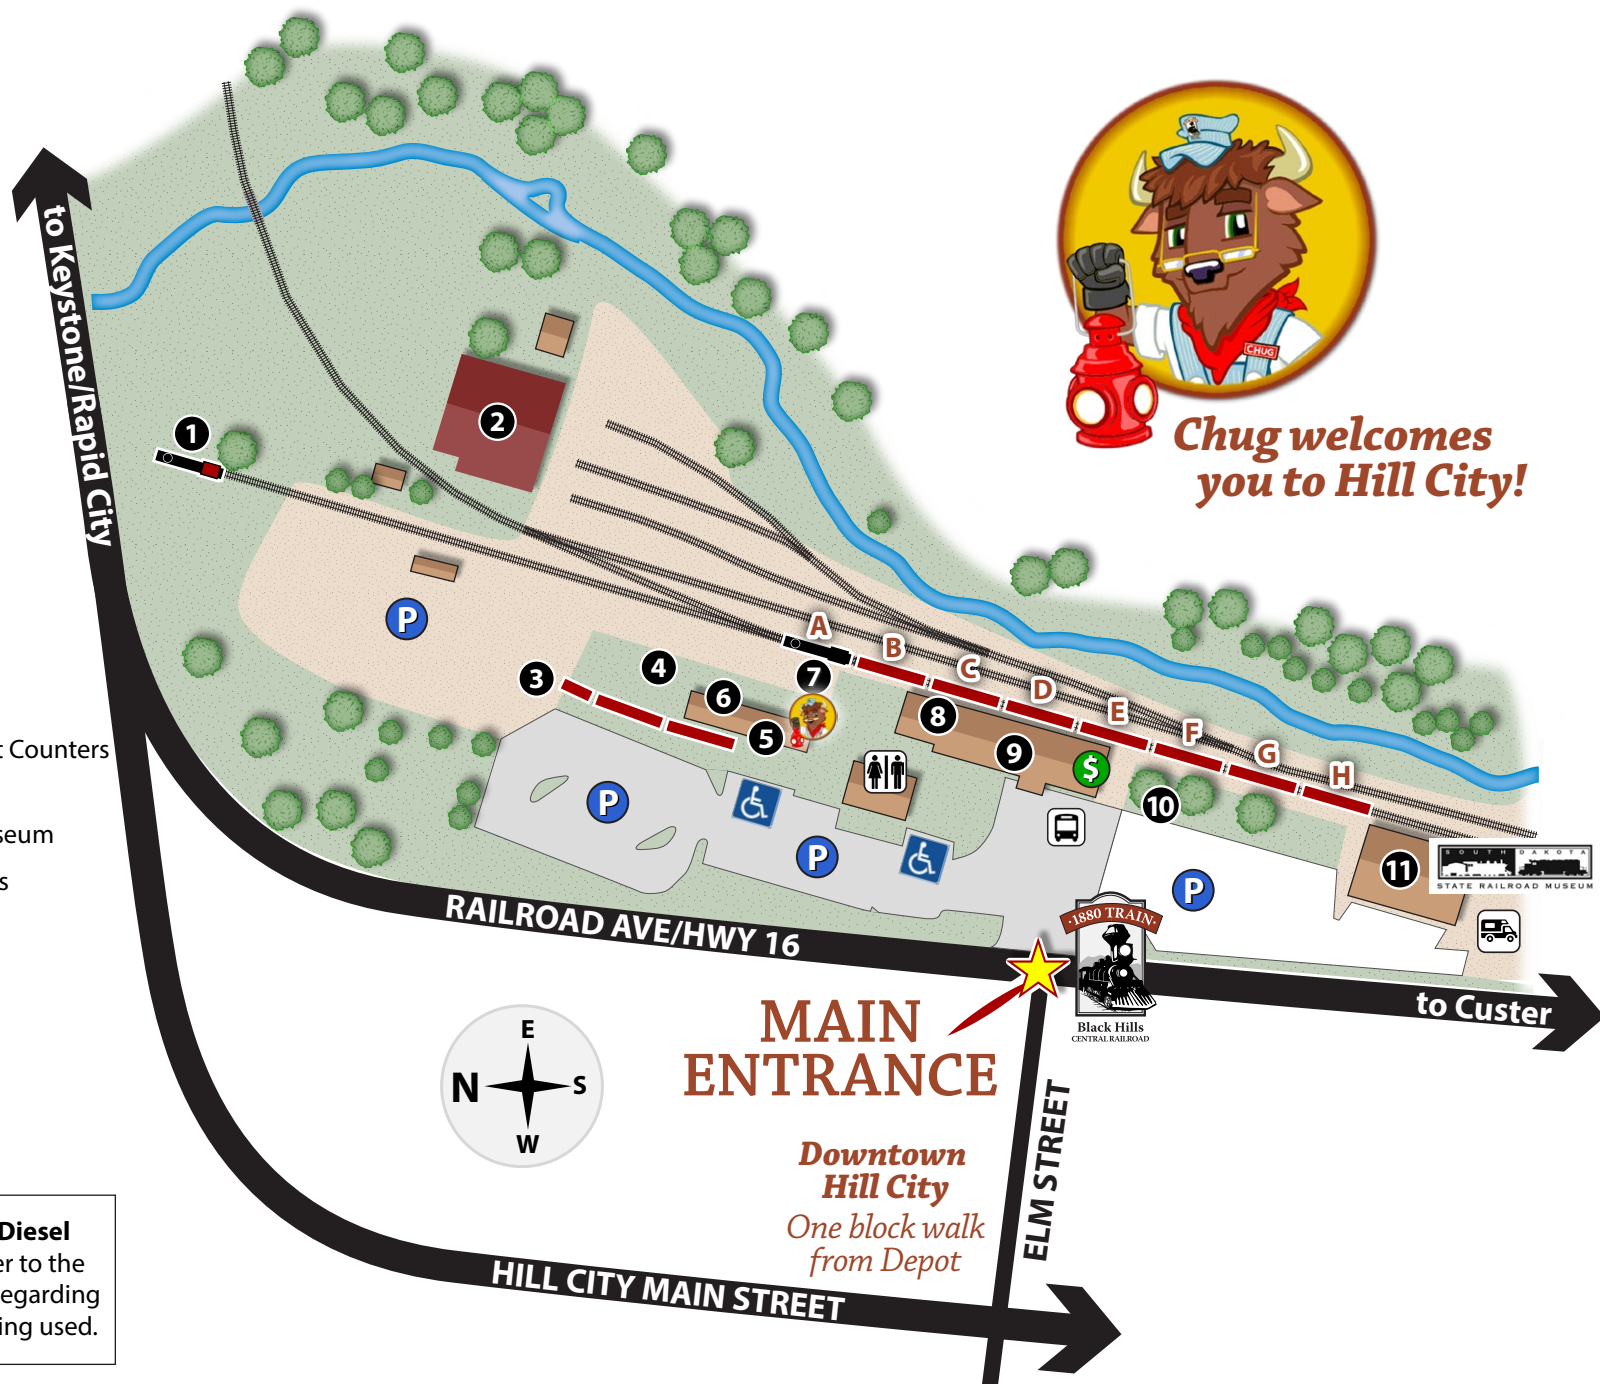 CHUG
Chug welcomes
you to Hill City!
to Keystone/Rapid City
1
2
3
4
5
6
7
8
9
10
11
A
B
C
D
E
F
G
H
P
P
P
P
$
t Counters
seum
s
SOUTH DAKOTA
STATE RAILROAD MUSEUM
RAILROAD AVE/HWY 16
·1880 TRAIN·
Black Hills
CENTRAL RAILROAD
to Custer
MAIN
ENTRANCE
E
N
S
W
ELM STREET
Downtown
Hill City
One block walk
from Depot
HILL CITY MAIN STREET
Diesel
er to the
egarding
ing used.